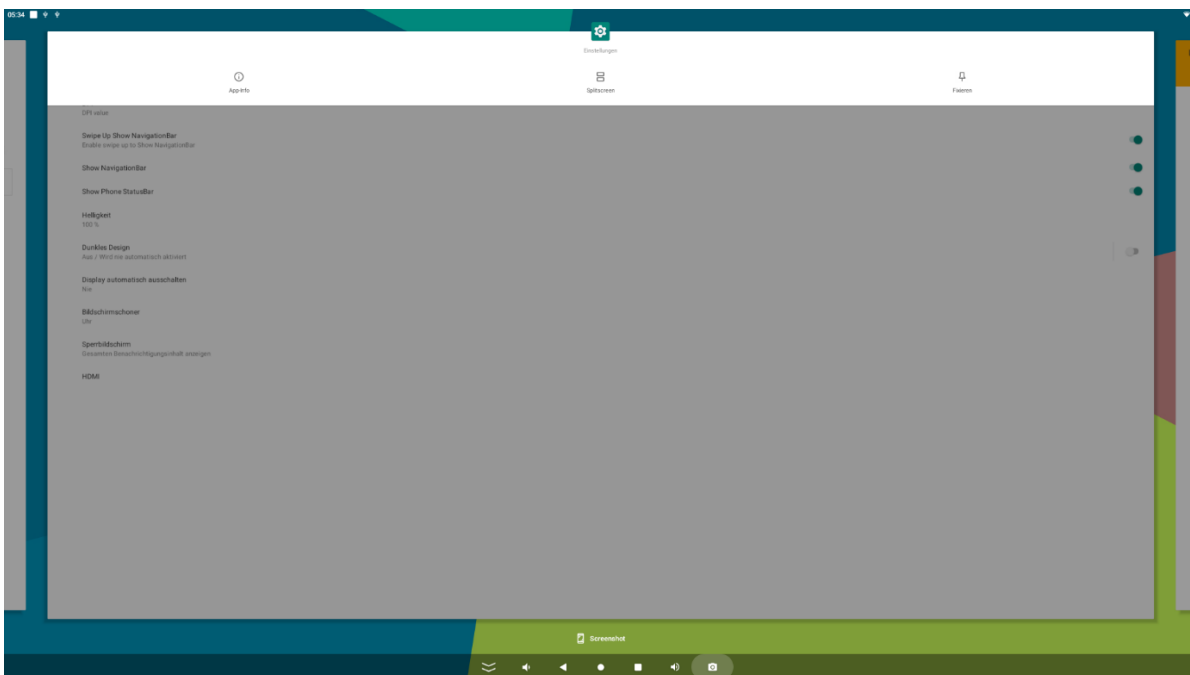 05:34
Einstellungen
App-Info
Splitscreen
Fixieren
DPI value
Swipe Up Show NavigationBar
Enable swipe up to Show NavigationBar
Show NavigationBar
Show Phone StatusBar
Helligkeit
100 %
Dunkles Design
Aus / Wird nie automatisch aktiviert
Display automatisch ausschalten
Nie
Bildschirmschoner
Uhr
Sperrbildschirm
Gesamten Benachrichtigungsinhalt anzeigen
HDMI
Screenshot